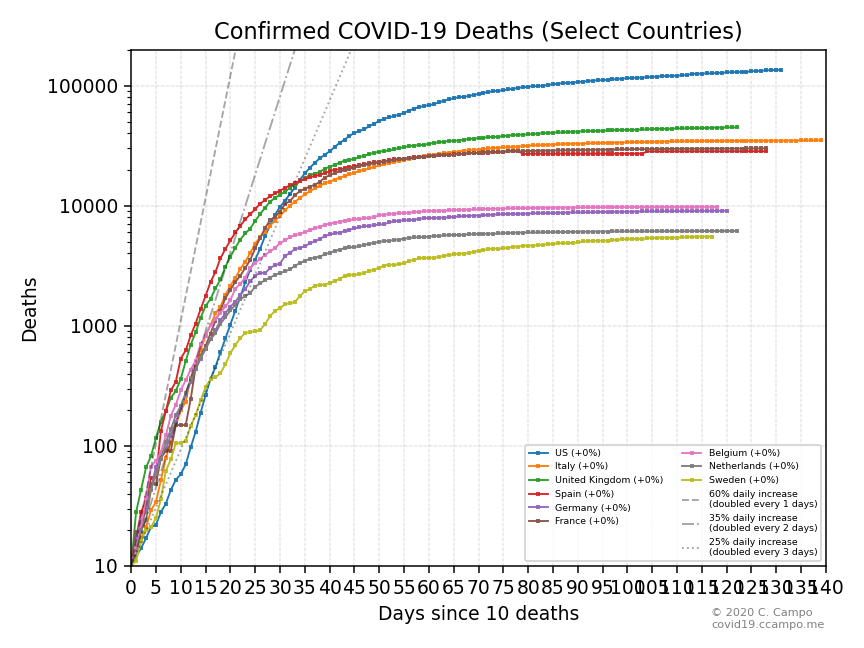 Confirmed COVID-19 Deaths (Select Countries)
100000
10000
1000
100
10
Deaths
0 5 10 15 20 25 30 35 40 45 50 55 60 65 70 75 80 85 90 95 100 105 110 115 120 125 130 135 140
Days since 10 deaths
US (+0%)
Italy (+0%)
United Kingdom (+0%)
Spain (+0%)
Germany (+0%)
France (+0%)
Belgium (+0%)
Netherlands (+0%)
Sweden (+0%)
60% daily increase
(doubled every 1 days)
35% daily increase
(doubled every 2 days)
25% daily increase
(doubled every 3 days)
© 2020 C. Campo
covid19.ccampo.me